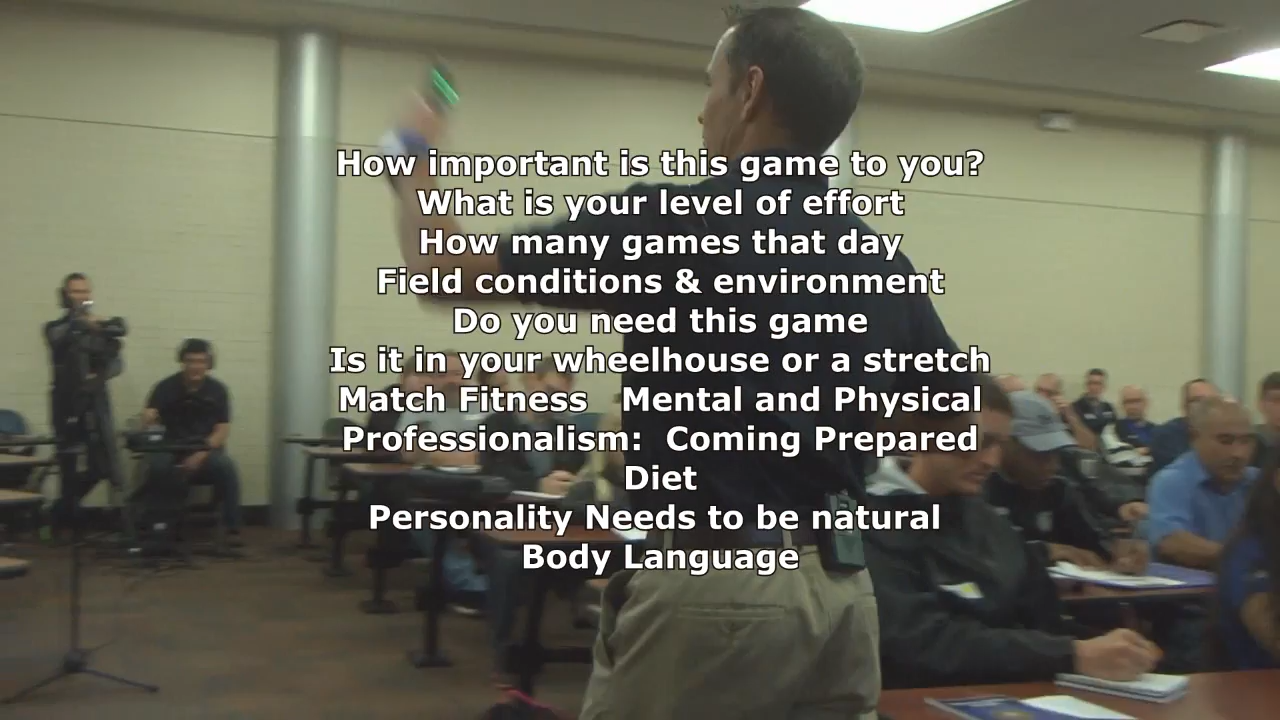 How important is this game to you?
What is your level of effort
How many games that day
Field conditions & environment
Do you need this game
Is it in your wheelhouse or a stretch
Match Fitness   Mental and Physical
Professionalism:  Coming Prepared
Diet
Personality Needs to be natural
Body Language